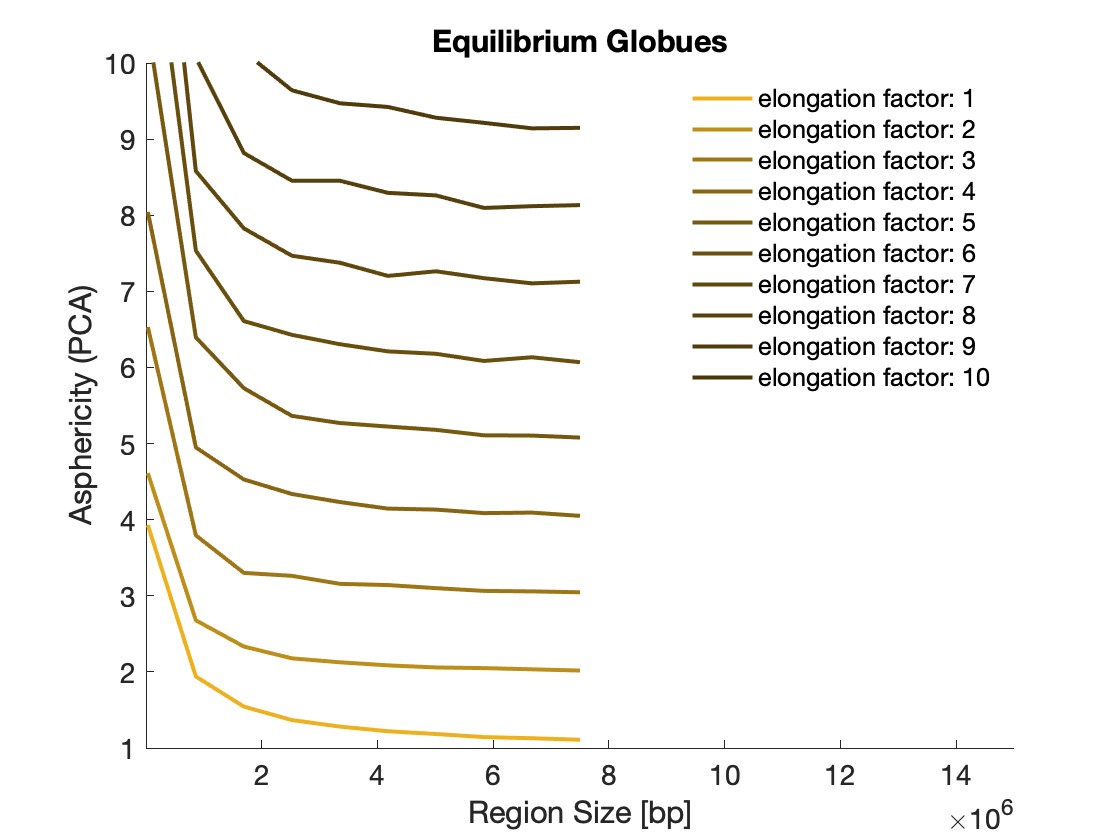 Equilibrium Globues
10
9
8
7
6
5
4
3
2
1
Asphericity (PCA)
elongation factor: 1
elongation factor: 2
elongation factor: 3
elongation factor: 4
elongation factor: 5
elongation factor: 6
elongation factor: 7
elongation factor: 8
elongation factor: 9
elongation factor: 10
2 4 6 8 10 12 14
Region Size [bp]
×10⁶